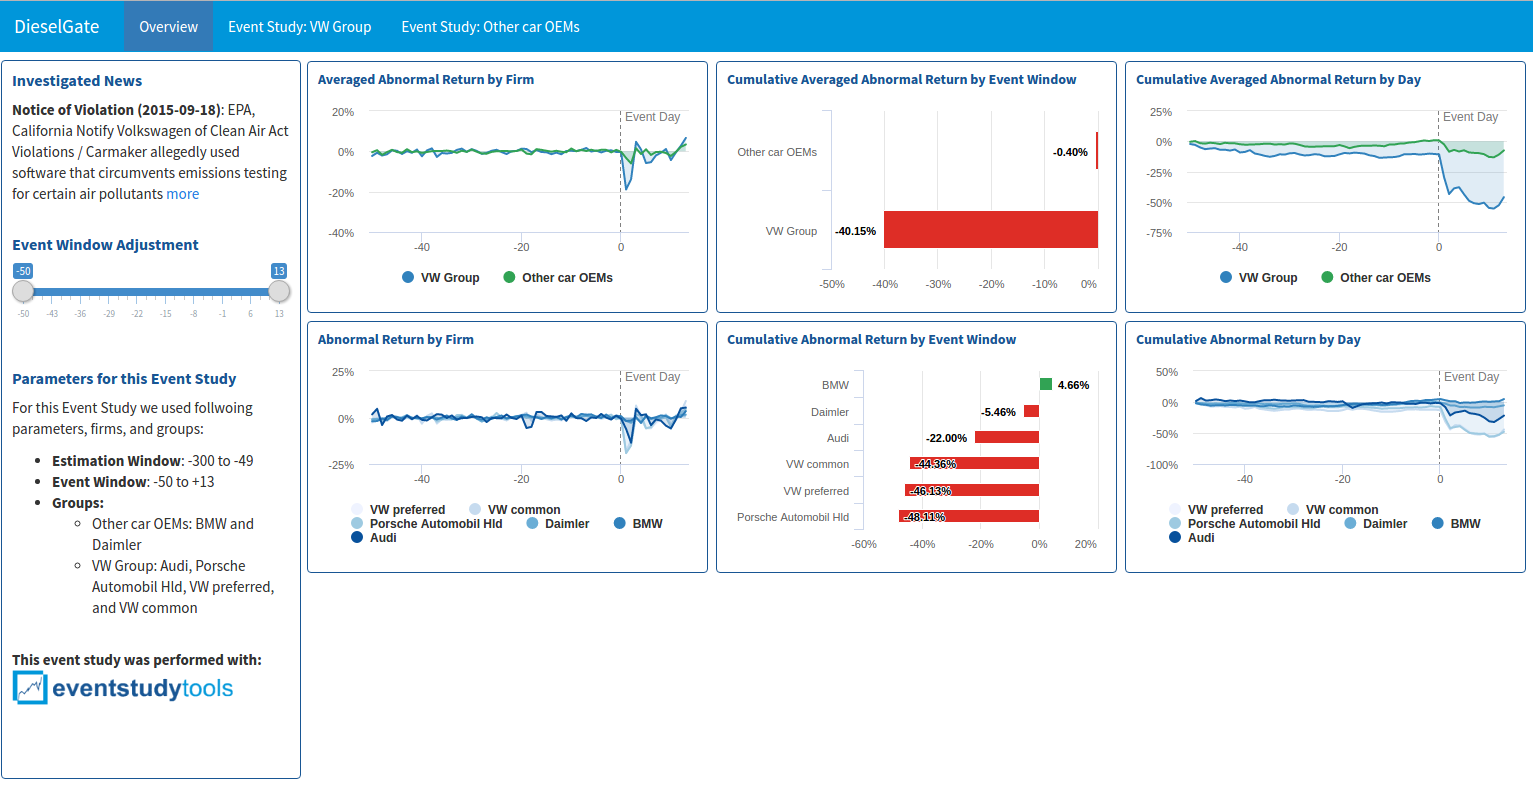 DieselGate
Overview
Event Study: VW Group
Event Study: Other car OEMs
Investigated News
Notice of Violation (2015-09-18): EPA,
California Notify Volkswagen of Clean Air Act
Violations / Carmaker allegedly used
software that circumvents emissions testing
for certain air pollutants more
Event Window Adjustment
-50
13
-50 -43 -36 -29 -22 -15 -8 -1 6 13
Parameters for this Event Study
For this Event Study we used follwoing
parameters, firms, and groups:
Estimation Window: -300 to -49
Event Window: -50 to +13
Groups:
Other car OEMs: BMW and
Daimler
VW Group: Audi, Porsche
Automobil Hld, VW preferred,
and VW common
This event study was performed with:
eventstudytools
Averaged Abnormal Return by Firm
20%
Event Day
0%
-20%
-40%
-40 -20 0
VW Group Other car OEMs
Cumulative Averaged Abnormal Return by Event Window
Other car OEMs -0.40%
VW Group -40.15%
-50% -40% -30% -20% -10% 0%
Cumulative Averaged Abnormal Return by Day
25%
Event Day
0%
-25%
-50%
-75%
-40 -20 0
VW Group Other car OEMs
Abnormal Return by Firm
25%
Event Day
0%
-25%
-40 -20 0
VW preferred VW common
Porsche Automobil Hld Daimler BMW
Audi
Cumulative Abnormal Return by Event Window
BMW 4.66%
Daimler -5.46%
Audi -22.00%
VW common -44.36%
VW preferred -46.13%
Porsche Automobil Hld -48.11%
-60% -40% -20% 0% 20%
Cumulative Abnormal Return by Day
50%
Event Day
0%
-50%
-100%
-40 -20 0
VW preferred VW common
Porsche Automobil Hld Daimler BMW
Audi